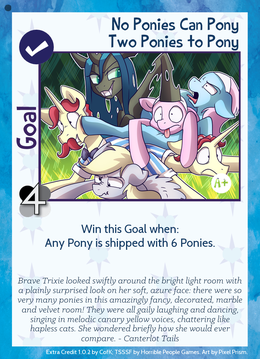 No Ponies Can Pony
Two Ponies to Pony
Goal
4
A+
Win this Goal when:
Any Pony is shipped with 6 Ponies.
Brave Trixie looked swiftly around the bright light room with
a plainly surprised look on her soft, azure face: there were so
very many ponies in this amazingly fancy, decorated, marble
and velvet room! They were all gaily laughing and dancing,
singing in melodic canary yellow voices, chattering like
hapless cats. She wondered briefly how she would ever
compare. - Canterlot Tails
Extra Credit 1.0.2 by CofK. TSSSF by Horrible People Games. Art by Pixel Prism.